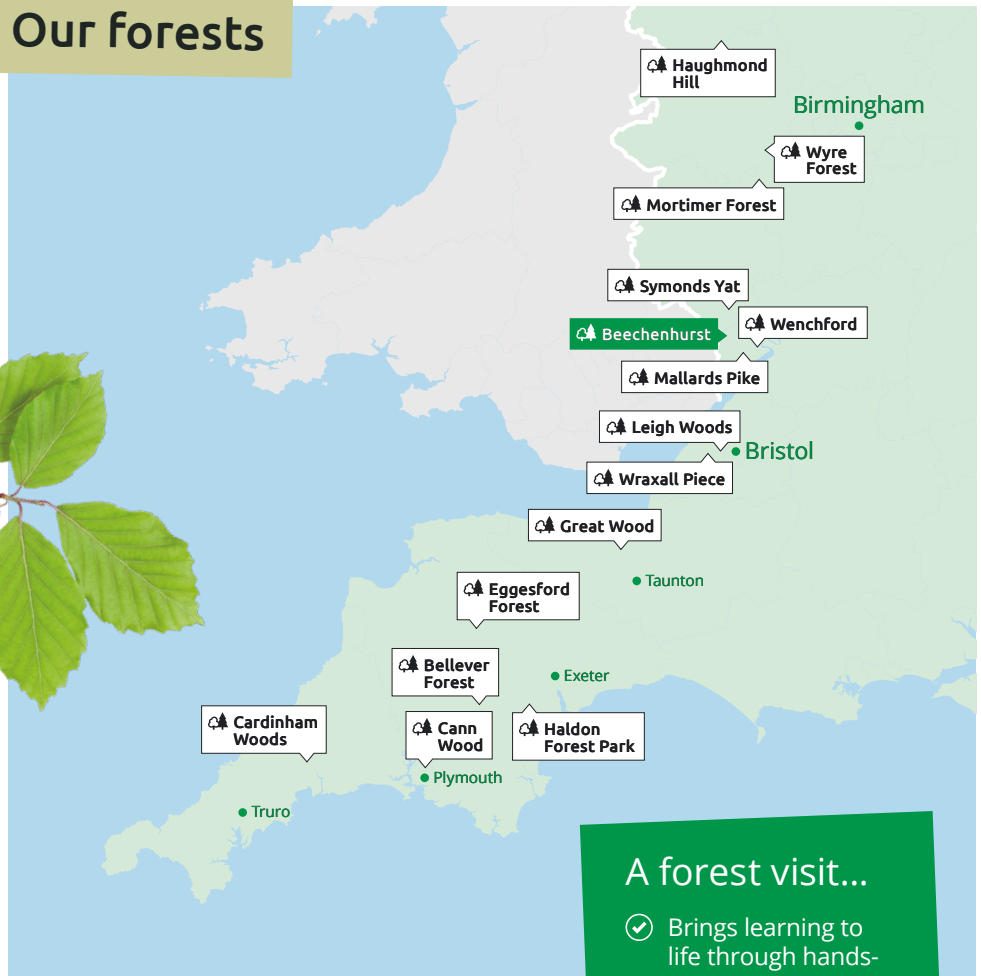 Our forests
Haughmond
Hill
Birmingham
Wyre
Forest
Mortimer Forest
Symonds Yat
Wenchford
Beechenhurst
Mallards Pike
Leigh Woods
Bristol
Wraxall Piece
Great Wood
Taunton
Eggesford
Forest
Bellever
Forest
Exeter
Cardinham
Woods
Cann
Wood
Haldon
Forest Park
Plymouth
Truro
A forest visit...
Brings learning to
life through hands-